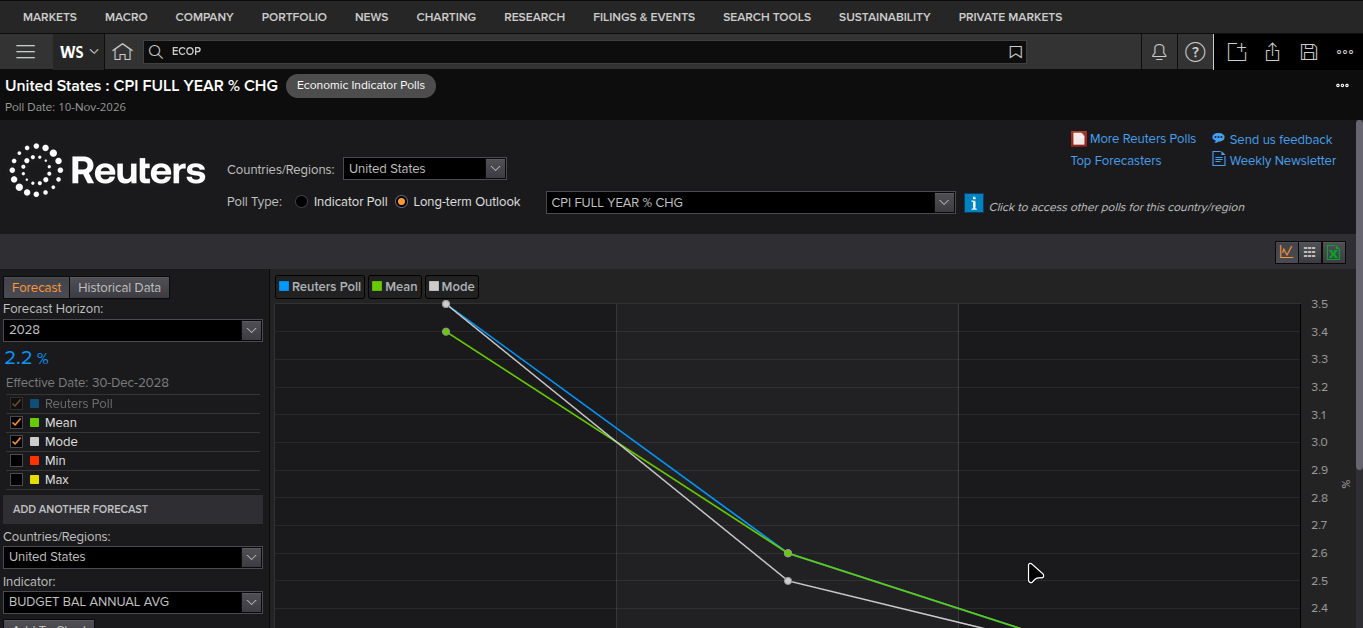 MARKETS MACRO COMPANY PORTFOLIO NEWS CHARTING RESEARCH FILINGS & EVENTS SEARCH TOOLS SUSTAINABILITY PRIVATE MARKETS
WS ECOP
United States : CPI FULL YEAR % CHG Economic Indicator Polls
Poll Date: 10-Nov-2026
More Reuters Polls Send us feedback
Top Forecasters Weekly Newsletter
Reuters
Countries/Regions: United States
Poll Type: Indicator Poll Long-term Outlook CPI FULL YEAR % CHG Click to access other polls for this country/region
Forecast Historical Data
Forecast Horizon:
2028
2.2 %
Effective Date: 30-Dec-2028
Reuters Poll
Mean
Mode
Min
Max
ADD ANOTHER FORECAST
Countries/Regions:
United States
Indicator:
BUDGET BAL ANNUAL AVG
Reuters Poll Mean Mode
3.5
3.4
3.3
3.2
3.1
3.0
2.9
2.8
2.7
2.6
2.5
2.4
%